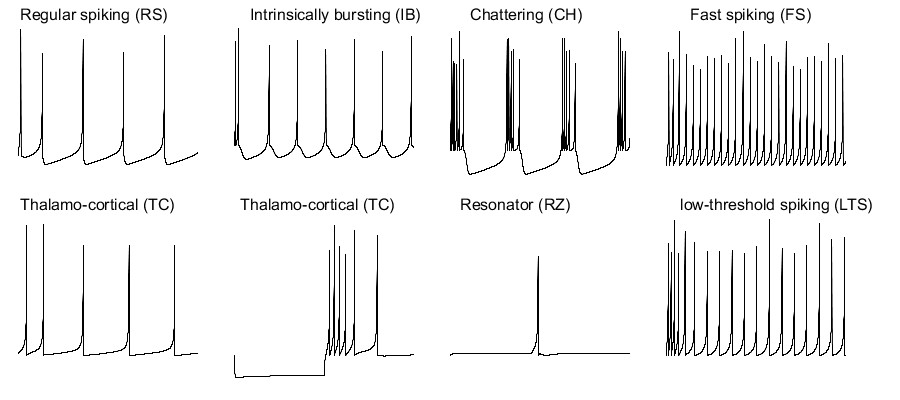 Regular spiking (RS)
Intrinsically bursting (IB)
Chattering (CH)
Fast spiking (FS)
Thalamo-cortical (TC)
Thalamo-cortical (TC)
Resonator (RZ)
low-threshold spiking (LTS)